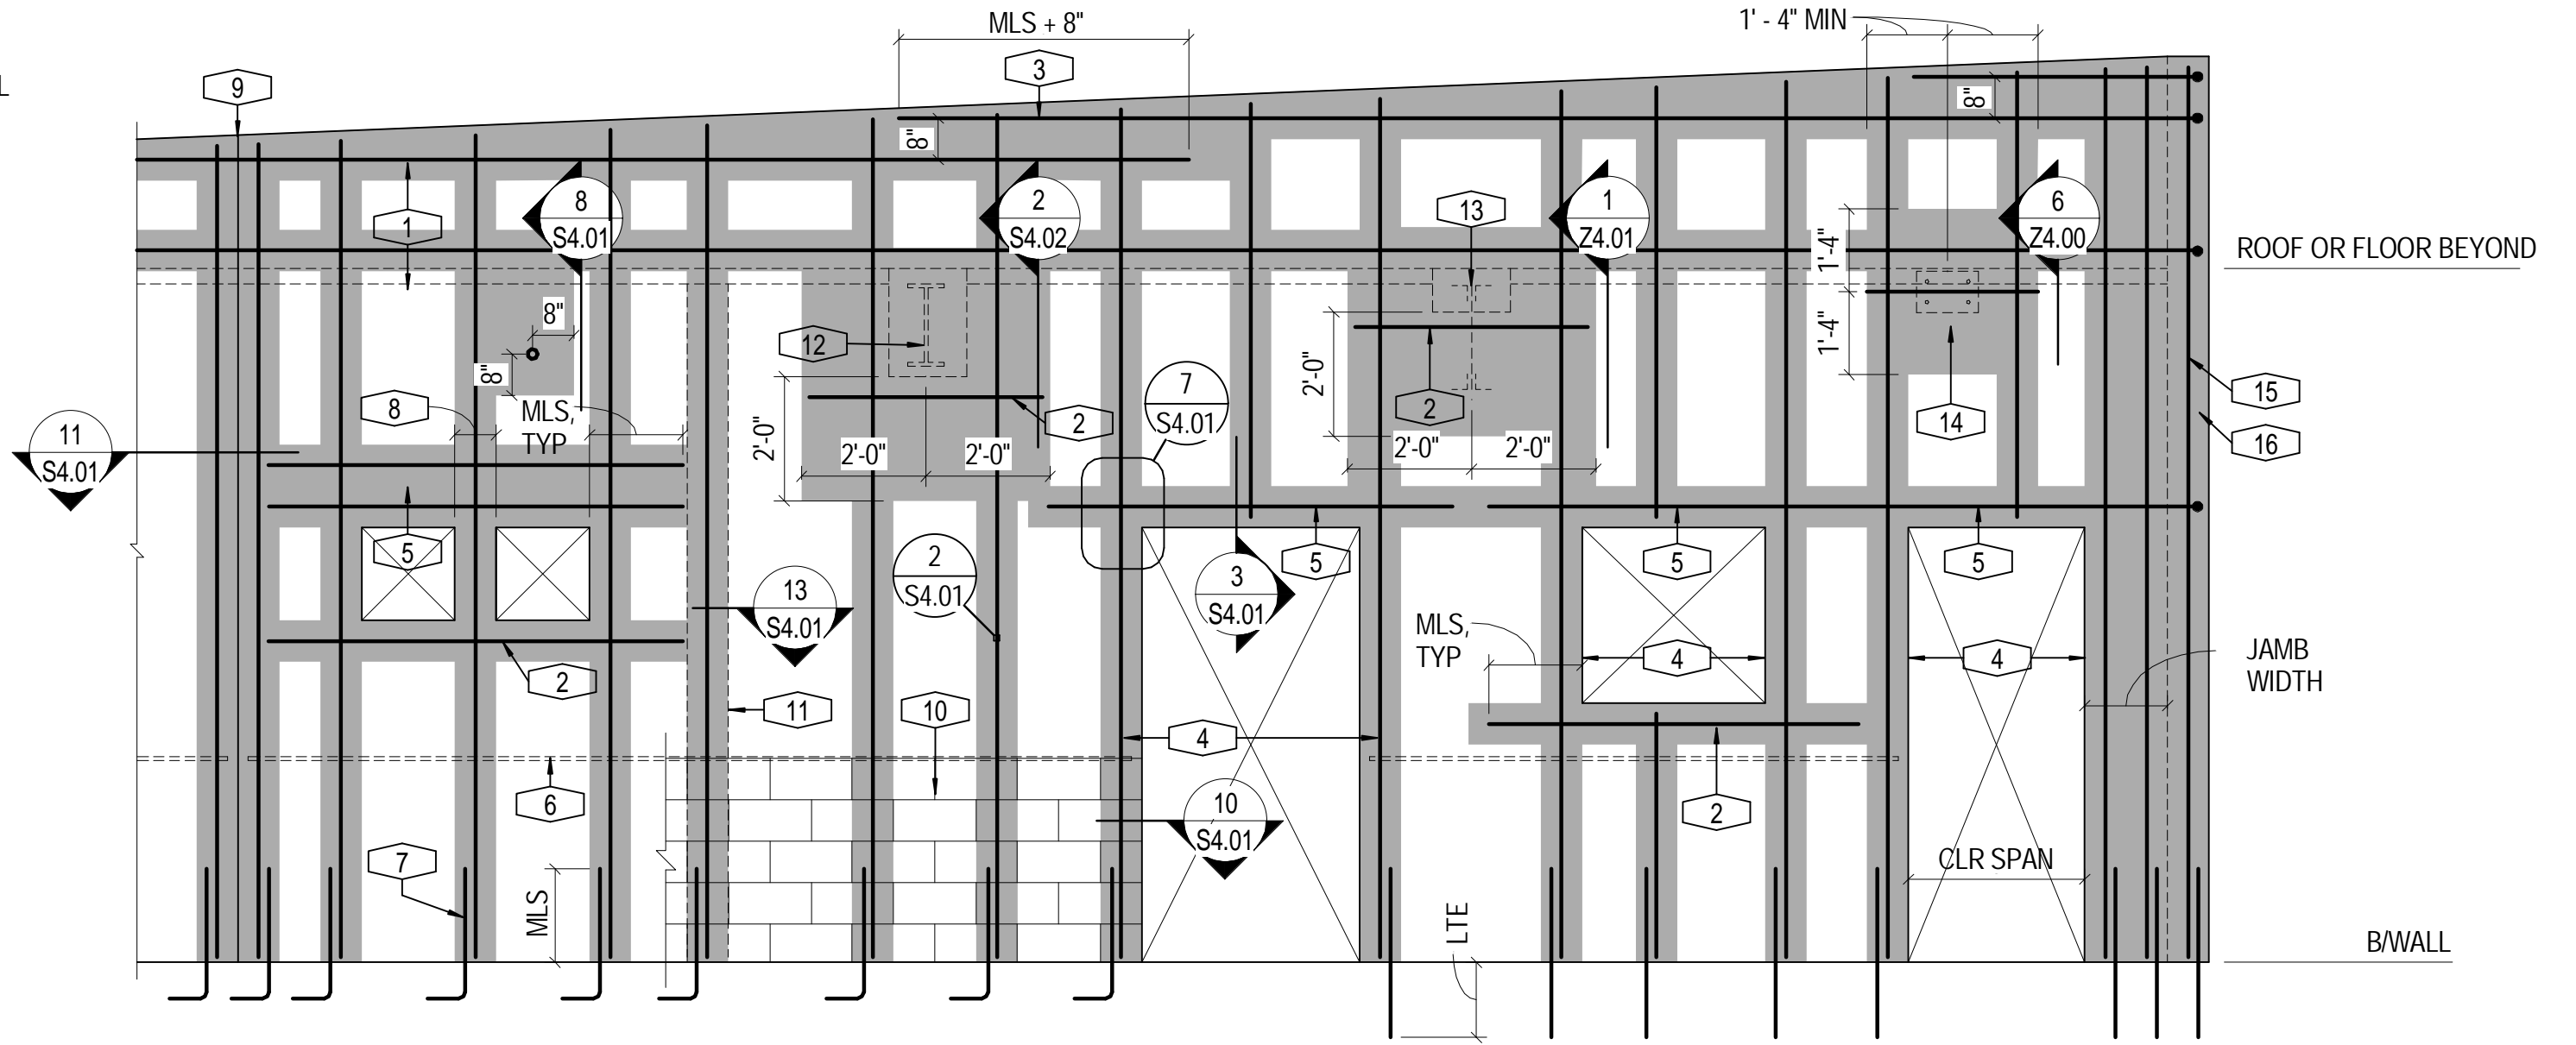 MLS + 8"
1' - 4" MIN
L
9
3
8"
8"
1
8
S4.01
2
S4.02
13
1
Z4.01
6
Z4.00
ROOF OR FLOOR BEYOND
1'-4"
1'-4"
8"
8"
12
2'-0"
2'-0"
2'-0"
2
7
S4.01
2'-0"
2
2'-0"
2'-0"
14
15
16
8
MLS,
TYP
11
S4.01
5
2
S4.01
13
S4.01
3
S4.01
5
5
5
MLS,
TYP
4
4
JAMB
WIDTH
2
11
10
4
6
10
S4.01
2
7
MLS
CLR SPAN
LTE
B/WALL